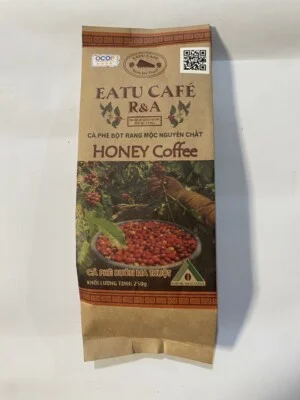 OCOP
EATU CAFÉ
R&A
CÀ PHÊ BỘT RANG MỘC NGUYÊN CHẤT
HONEY Coffee
CÀ PHÊ BUÔN MA THUỘT
KHỐI LƯỢNG TỊNH: 250g